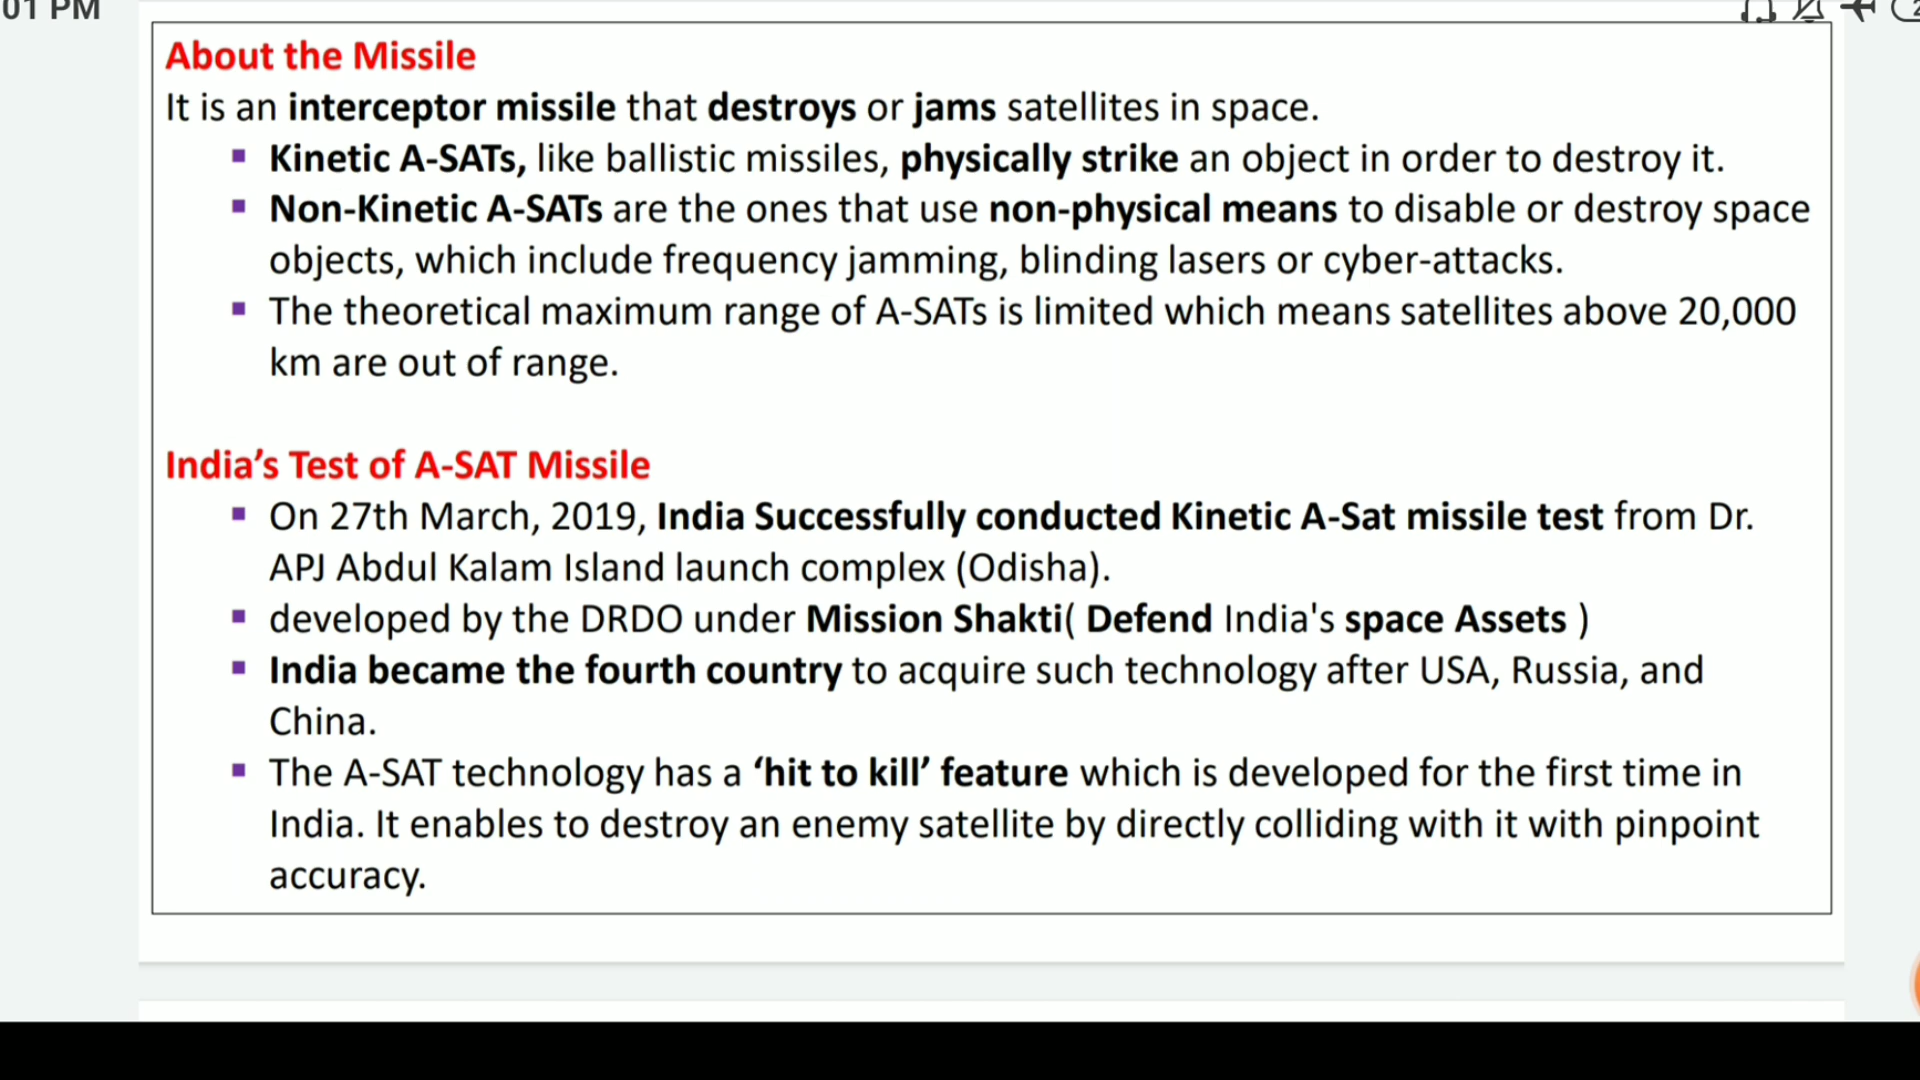 01 PM
About the Missile
It is an interceptor missile that destroys or jams satellites in space.
▪ Kinetic A-SATs, like ballistic missiles, physically strike an object in order to destroy it.
▪ Non-Kinetic A-SATs are the ones that use non-physical means to disable or destroy space
objects, which include frequency jamming, blinding lasers or cyber-attacks.
▪ The theoretical maximum range of A-SATs is limited which means satellites above 20,000
km are out of range.
India’s Test of A-SAT Missile
▪ On 27th March, 2019, India Successfully conducted Kinetic A-Sat missile test from Dr.
APJ Abdul Kalam Island launch complex (Odisha).
▪ developed by the DRDO under Mission Shakti( Defend India's space Assets )
▪ India became the fourth country to acquire such technology after USA, Russia, and
China.
▪ The A-SAT technology has a ‘hit to kill’ feature which is developed for the first time in
India. It enables to destroy an enemy satellite by directly colliding with it with pinpoint
accuracy.